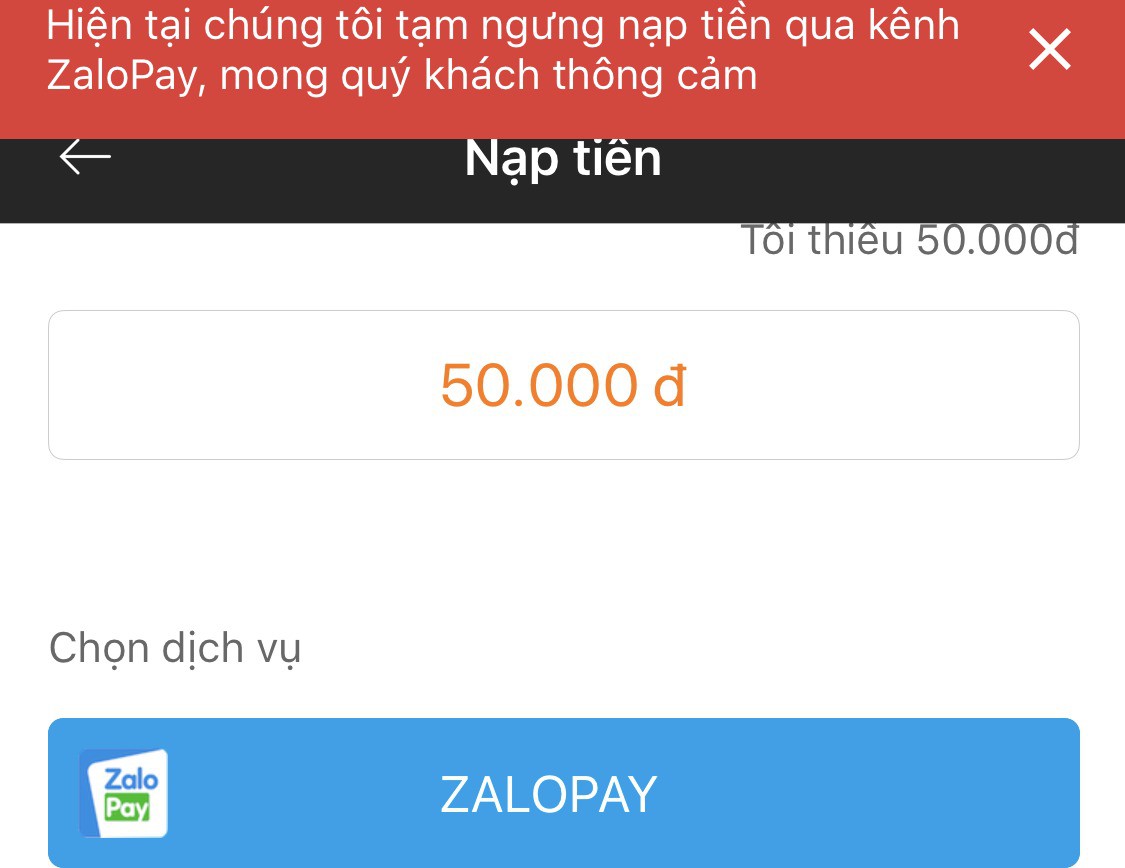 Hiện tại chúng tôi tạm ngưng nạp tiền qua kênh
ZaloPay, mong quý khách thông cảm
Nạp tiền
Tối thiểu 50.000đ
50.000 đ
Chọn dịch vụ
Zalo
Pay
ZALOPAY